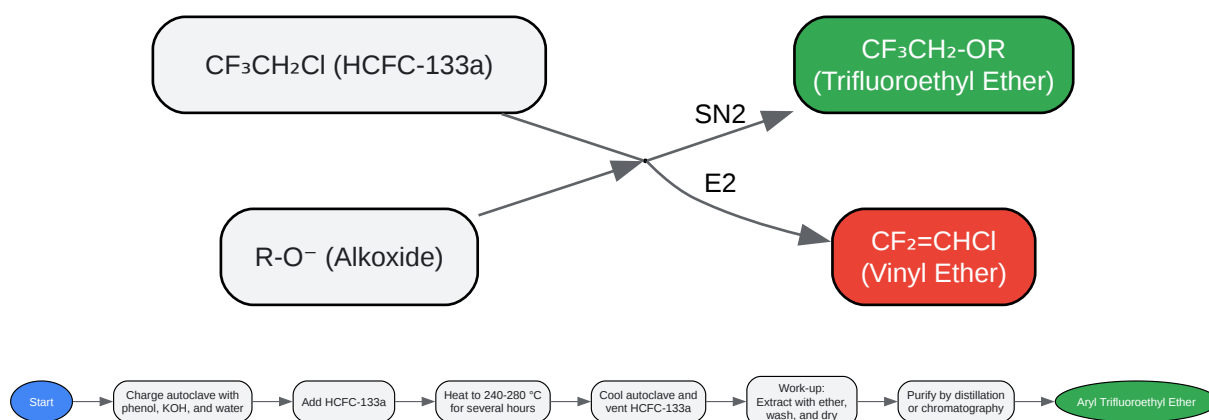 CF₃CH₂Cl (HCFC-133a)
CF₃CH₂-OR
(Trifluoroethyl Ether)
SN2
E2
R-O⁻ (Alkoxide)
CF₂=CHCl
(Vinyl Ether)
Start
Charge autoclave with
phenol, KOH, and water
Add HCFC-133a
Heat to 240-280 °C
for several hours
Cool autoclave and
vent HCFC-133a
Work-up:
Extract with ether,
wash, and dry
Purify by distillation
or chromatography
Aryl Trifluoroethyl Ether